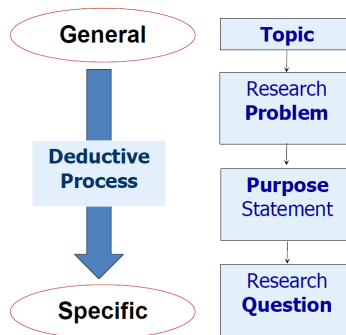 General
Deductive
Process
Specific
Topic
Research
Problem
Purpose
Statement
Research
Question